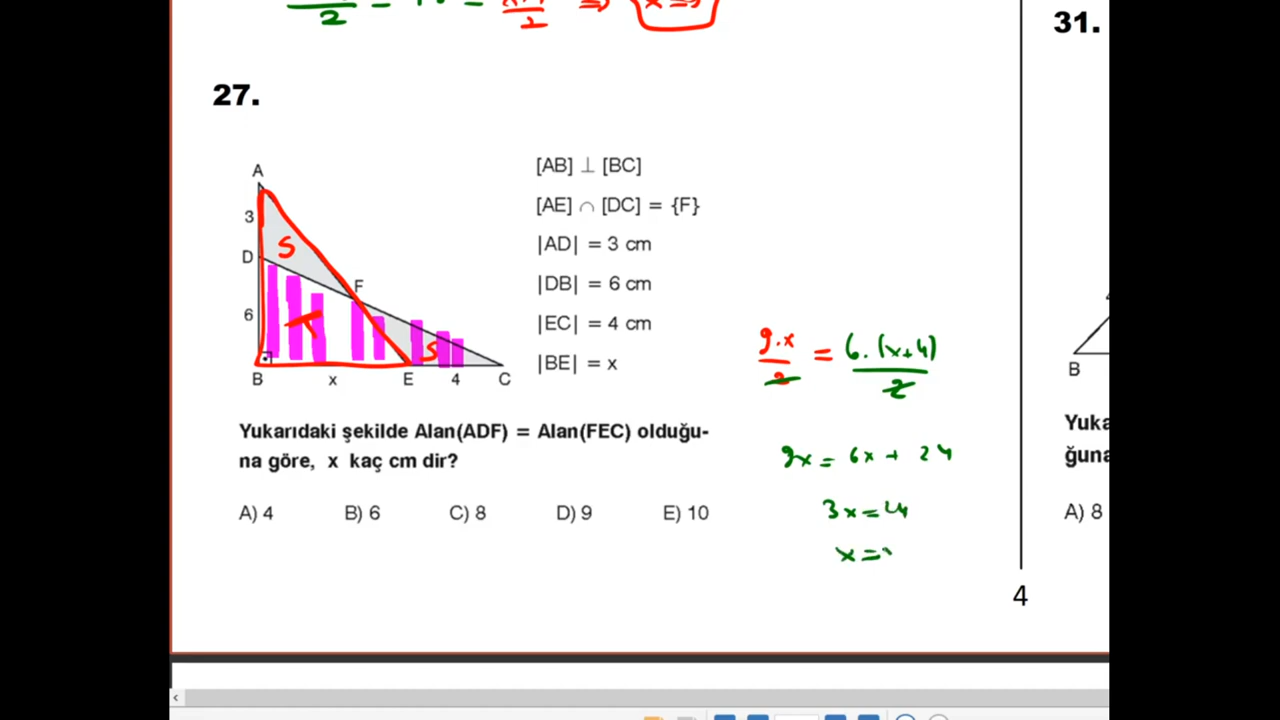 2
2
31.
27.
A
3
S
D
F
6
T
S
B
x
E
4
C
[AB] ⊥ [BC]
[AE] ∩ [DC] = {F}
|AD| = 3 cm
|DB| = 6 cm
|EC| = 4 cm
|BE| = x
9.x/2 = 6.(x+4)/2
9x = 6x + 24
3x = 24
x =
Yukarıdaki şekilde Alan(ADF) = Alan(FEC) olduğu-
na göre, x kaç cm dir?
A) 4 B) 6 C) 8 D) 9 E) 10
B
Yuka
ğuna
A) 8
4